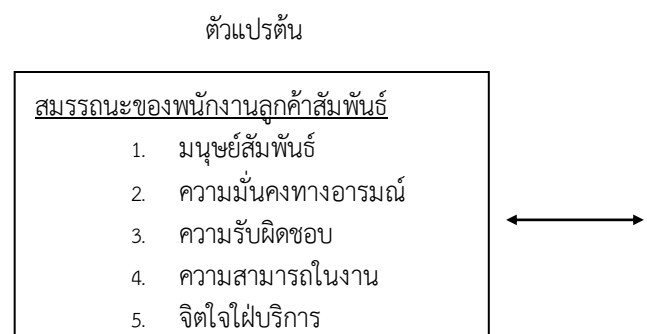 ตัวแปรต้น
สมรรถนะของพนักงานลูกค้าสัมพันธ์
1. มนุษย์สัมพันธ์
2. ความมั่นคงทางอารมณ์
3. ความรับผิดชอบ
4. ความสามารถในงาน
5. จิตใจใฝ่บริการ